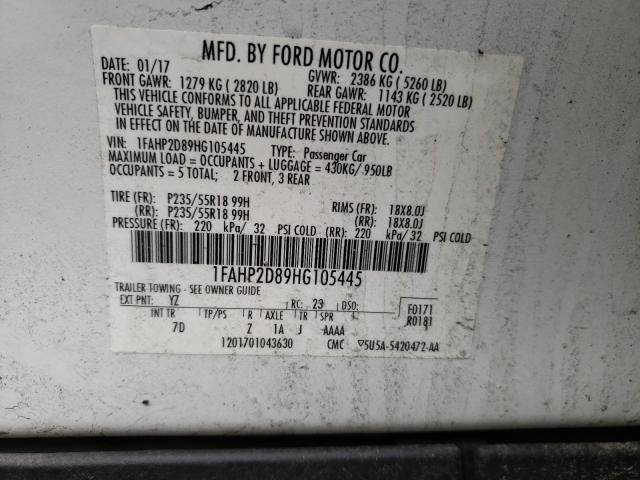 MFD. BY FORD MOTOR CO.
DATE: 01/17 GVWR: 2386 KG ( 5260 LB)
FRONT GAWR: 1279 KG ( 2820 LB) REAR GAWR: 1143 KG ( 2520 LB)
THIS VEHICLE CONFORMS TO ALL APPLICABLE FEDERAL MOTOR
VEHICLE SAFETY, BUMPER, AND THEFT PREVENTION STANDARDS
IN EFFECT ON THE DATE OF MANUFACTURE SHOWN ABOVE.
VIN: 1FAHP2D89HG105445 TYPE: Passenger Car
MAXIMUM LOAD = OCCUPANTS + LUGGAGE = 430KG/ 950LB
OCCUPANTS = 5 TOTAL; 2 FRONT, 3 REAR
TIRE (FR): P235/55R18 99H RIMS (FR): 18X8.0J
(RR): P235/55R18 99H (RR): 18X8.0J
PRESSURE (FR): 220 kPa/ 32 PSI COLD (RR): 220 kPa/ 32 PSI COLD
1FAHP2D89HG105445
TRAILER TOWING - SEE OWNER GUIDE
EXT PNT: YZ RC: 23 DSO: F0171
INT TR TP/PS R AXLE TR SPR R0181
7D Z 1A J AAAA
1201701043630 CMC ▽5U5A-5420472-AA